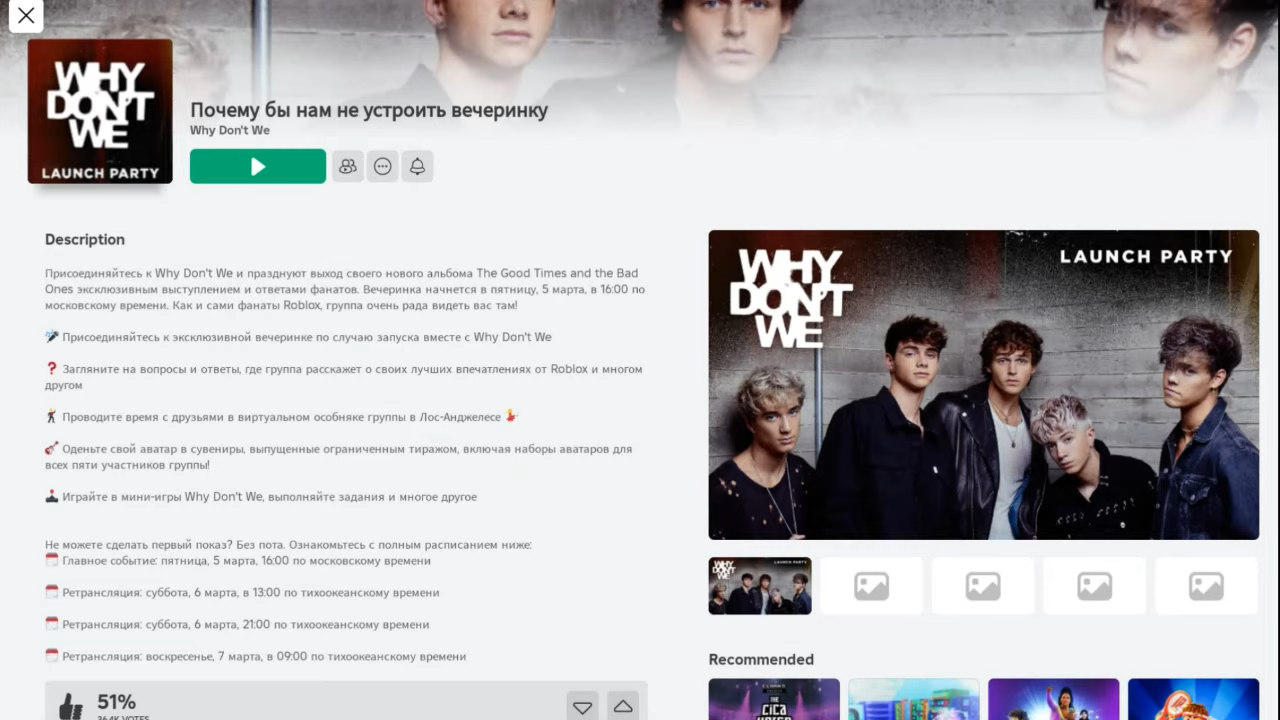 WHY
DON'T
WE
LAUNCH PARTY
Почему бы нам не устроить вечеринку
Why Don't We
Description
Присоединяйтесь к Why Don't We и празднуют выход своего нового альбома The Good Times and the Bad
Ones эксклюзивным выступлением и ответами фанатов. Вечеринка начнется в пятницу, 5 марта, в 16:00 по
московскому времени. Как и сами фанаты Roblox, группа очень рада видеть вас там!
Присоединяйтесь к эксклюзивной вечеринке по случаю запуска вместе с Why Don't We
Загляните на вопросы и ответы, где группа расскажет о своих лучших впечатлениях от Roblox и многом
другом
Проводите время с друзьями в виртуальном особняке группы в Лос-Анджелесе
Оденьте свой аватар в сувениры, выпущенные ограниченным тиражом, включая наборы аватаров для
всех пяти участников группы!
Играйте в мини-игры Why Don't We, выполняйте задания и многое другое
Не можете сделать первый показ? Без пота. Ознакомьтесь с полным расписанием ниже:
Главное событие: пятница, 5 марта, 16:00 по московскому времени
Ретрансляция: суббота, 6 марта, в 13:00 по тихоокеанскому времени
Ретрансляция: суббота, 6 марта, 21:00 по тихоокеанскому времени
Ретрансляция: воскресенье, 7 марта, в 09:00 по тихоокеанскому времени
51%
WHY
DON'T
WE
LAUNCH PARTY
WHY
DON'T
WE
LAUNCH PARTY
Recommended
THE